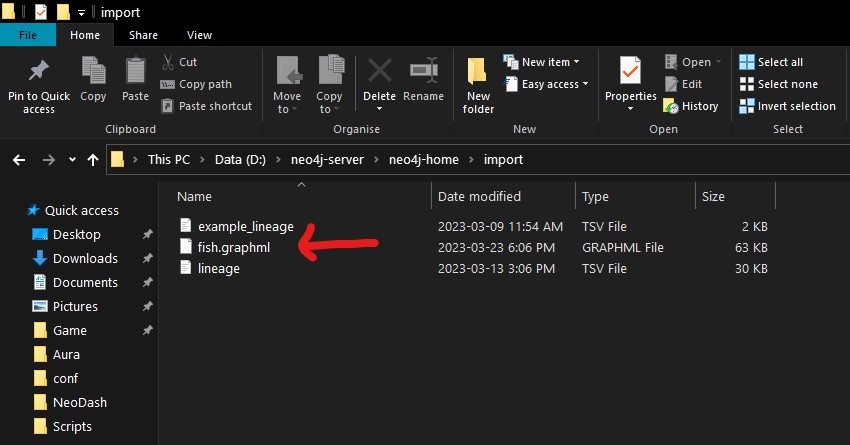 import
File Home Share View
Pin to Quick access
Copy
Paste
Cut
Copy path
Paste shortcut
Clipboard
Move to
Copy to
Delete
Rename
Organise
New folder
New item
Easy access
New
Properties
Open
Edit
History
Open
Select all
Select none
Invert selection
Select
This PC > Data (D:) > neo4j-server > neo4j-home > import
Quick access
Desktop
Downloads
Documents
Pictures
Game
Aura
conf
NeoDash
Scripts
Name Date modified Type Size
example_lineage 2023-03-09 11:54 AM TSV File 2 KB
fish.graphml 2023-03-23 6:06 PM GRAPHML File 63 KB
lineage 2023-03-13 3:06 PM TSV File 30 KB